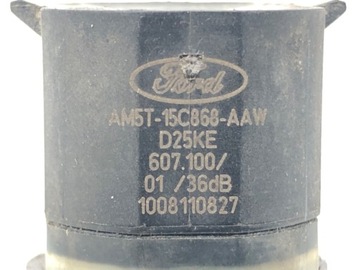 Ford
AM5T-15C868-AAW
D25KE
607.100/
01 /36dB
1008110827